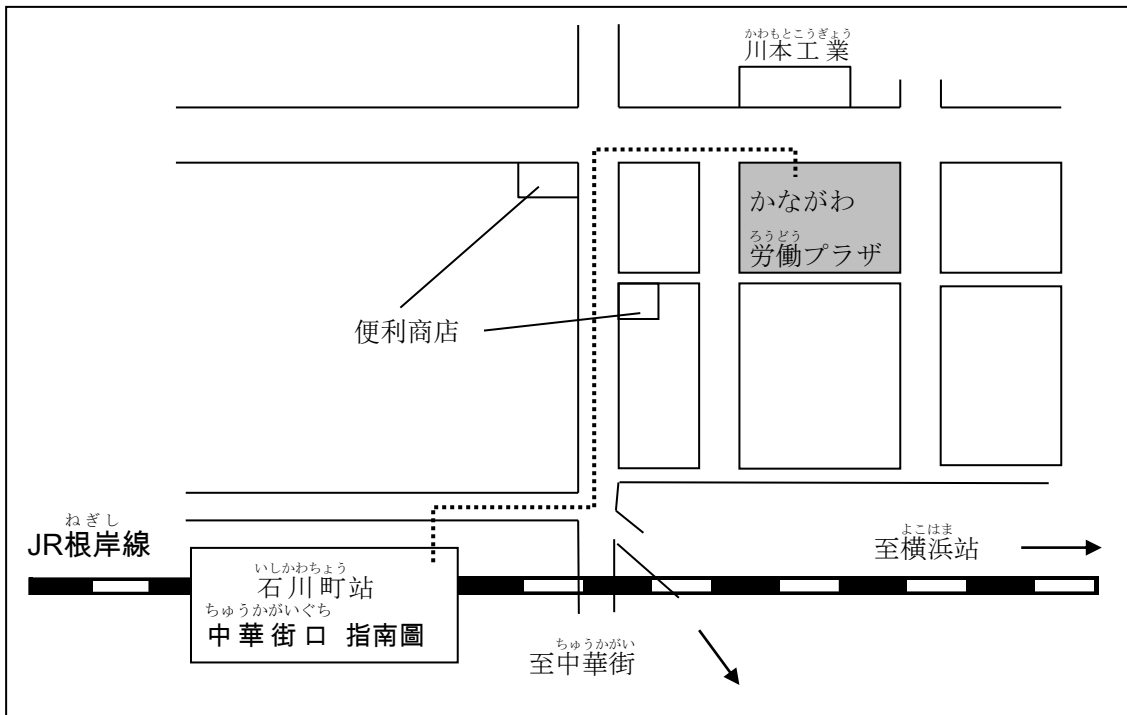 かわもとこうぎょう
川本工業
かながわ
ろうどう
労働プラザ
便利商店
ねぎし
JR根岸線
よこはま
至横浜站
いしかわちょう
石川町站
ちゅうかがいぐち
中華街口 指南圖
ちゅうかがい
至中華街